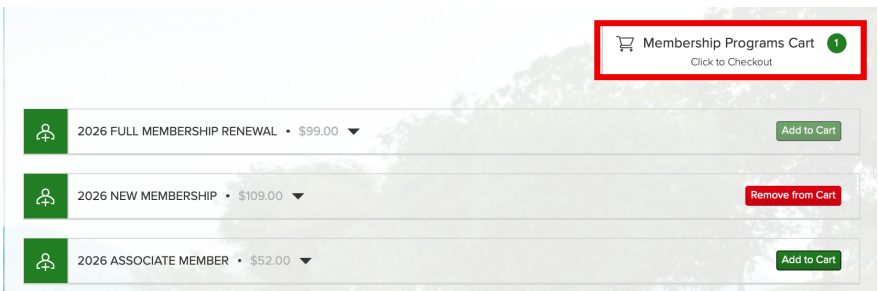 Membership Programs Cart 1
Click to Checkout
2026 FULL MEMBERSHIP RENEWAL • $99.00
Add to Cart
2026 NEW MEMBERSHIP • $109.00
Remove from Cart
2026 ASSOCIATE MEMBER • $52.00
Add to Cart